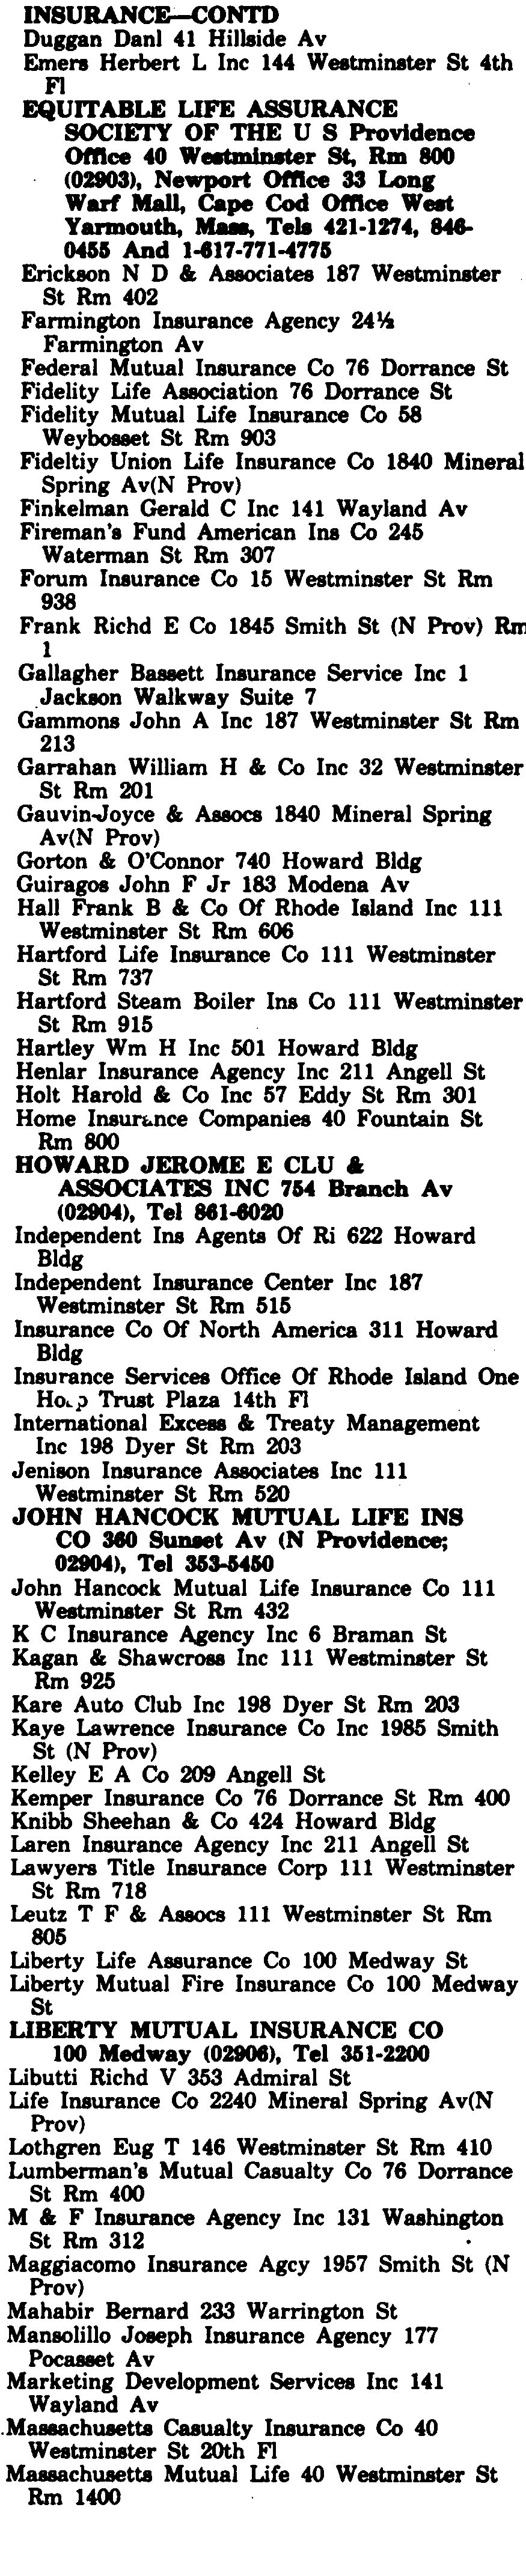 INSURANCE—CONTD
Duggan Danl 41 Hillside Av
Emers Herbert L Inc 144 Westminster St 4th
Fl
EQUITABLE LIFE ASSURANCE
SOCIETY OF THE U S Providence
Office 40 Westminster St, Rm 800
(02903), Newport Office 33 Long
Warf Mall, Cape Cod Office West
Yarmouth, Mass, Tels 421-1274, 846-
0455 And 1-617-771-4775
Erickson N D & Associates 187 Westminster
St Rm 402
Farmington Insurance Agency 24½
Farmington Av
Federal Mutual Insurance Co 76 Dorrance St
Fidelity Life Association 76 Dorrance St
Fidelity Mutual Life Insurance Co 58
Weybosset St Rm 903
Fideltiy Union Life Insurance Co 1840 Mineral
Spring Av(N Prov)
Finkelman Gerald C Inc 141 Wayland Av
Fireman's Fund American Ins Co 245
Waterman St Rm 307
Forum Insurance Co 15 Westminster St Rm
938
Frank Richd E Co 1845 Smith St (N Prov) Rm
1
Gallagher Bassett Insurance Service Inc 1
Jackson Walkway Suite 7
Gammons John A Inc 187 Westminster St Rm
213
Garrahan William H & Co Inc 32 Westminster
St Rm 201
Gauvin-Joyce & Assocs 1840 Mineral Spring
Av(N Prov)
Gorton & O'Connor 740 Howard Bldg
Guiragos John F Jr 183 Modena Av
Hall Frank B & Co Of Rhode Island Inc 111
Westminster St Rm 606
Hartford Life Insurance Co 111 Westminster
St Rm 737
Hartford Steam Boiler Ins Co 111 Westminster
St Rm 915
Hartley Wm H Inc 501 Howard Bldg
Henlar Insurance Agency Inc 211 Angell St
Holt Harold & Co Inc 57 Eddy St Rm 301
Home Insurance Companies 40 Fountain St
Rm 800
HOWARD JEROME E CLU &
ASSOCIATES INC 754 Branch Av
(02904), Tel 861-6020
Independent Ins Agents Of Ri 622 Howard
Bldg
Independent Insurance Center Inc 187
Westminster St Rm 515
Insurance Co Of North America 311 Howard
Bldg
Insurance Services Office Of Rhode Island One
Trust Plaza 14th Fl
International Excess & Treaty Management
Inc 198 Dyer St Rm 203
Jenison Insurance Associates Inc 111
Westminster St Rm 520
JOHN HANCOCK MUTUAL LIFE INS
CO 360 Sunset Av (N Providence;
02904), Tel 353-5450
John Hancock Mutual Life Insurance Co 111
Westminster St Rm 432
K C Insurance Agency Inc 6 Braman St
Kagan & Shawcross Inc 111 Westminster St
Rm 925
Kare Auto Club Inc 198 Dyer St Rm 203
Kaye Lawrence Insurance Co Inc 1985 Smith
St (N Prov)
Kelley E A Co 209 Angell St
Kemper Insurance Co 76 Dorrance St Rm 400
Knibb Sheehan & Co 424 Howard Bldg
Laren Insurance Agency Inc 211 Angell St
Lawyers Title Insurance Corp 111 Westminster
St Rm 718
Leutz T F & Assocs 111 Westminster St Rm
805
Liberty Life Assurance Co 100 Medway St
Liberty Mutual Fire Insurance Co 100 Medway
St
LIBERTY MUTUAL INSURANCE CO
100 Medway (02906), Tel 351-2200
Libutti Richd V 353 Admiral St
Life Insurance Co 2240 Mineral Spring Av(N
Prov)
Lothgren Eug T 146 Westminster St Rm 410
Lumberman's Mutual Casualty Co 76 Dorrance
St Rm 400
M & F Insurance Agency Inc 131 Washington
St Rm 312
Maggiacomo Insurance Agcy 1957 Smith St (N
Prov)
Mahabir Bernard 233 Warrington St
Mansolillo Joseph Insurance Agency 177
Pocasset Av
Marketing Development Services Inc 141
Wayland Av
Massachusetts Casualty Insurance Co 40
Westminster St 20th Fl
Massachusetts Mutual Life 40 Westminster St
Rm 1400